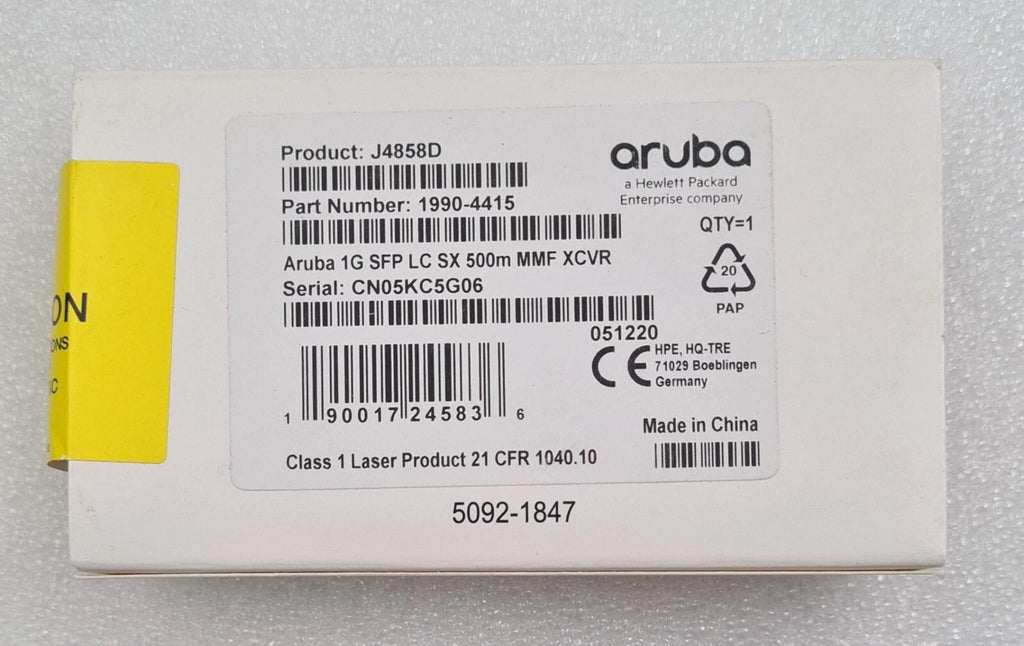 Product: J4858D
aruba
a Hewlett Packard
Enterprise company
Part Number: 1990-4415
QTY=1
Aruba 1G SFP LC SX 500m MMF XCVR
20
PAP
Serial: CN05KC5G06
051220
CE
HPE, HQ-TRE
71029 Boeblingen
Germany
1 90017 24583 6
Made in China
Class 1 Laser Product 21 CFR 1040.10
5092-1847
ON
ONS
C